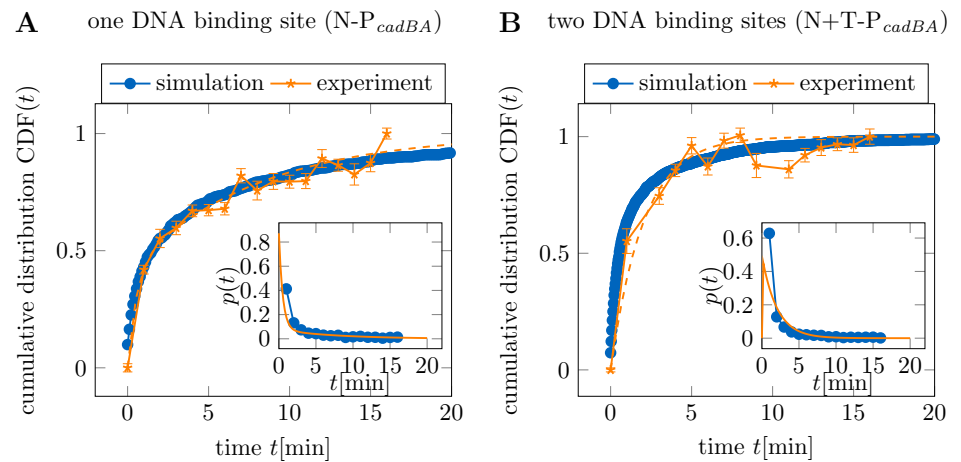 A one DNA binding site (N-P_cadBA)
simulation experiment
cumulative distribution CDF(t)
1
0.5
0
0 5 10 15 20
time t[min]
p(t)
0.8
0.6
0.4
0.2
0
0 5 10 15 20
t[min]
B two DNA binding sites (N+T-P_cadBA)
simulation experiment
cumulative distribution CDF(t)
1
0.5
0
0 5 10 15 20
time t[min]
p(t)
0.6
0.4
0.2
0
0 5 10 15 20
t[min]